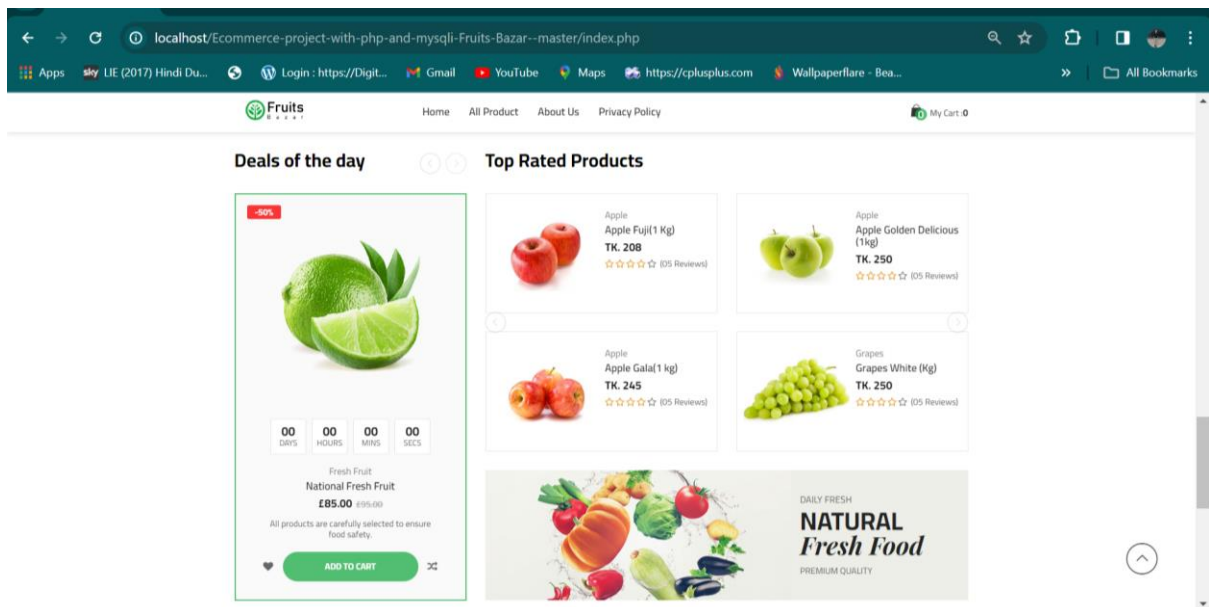 localhost/Ecommerce-project-with-php-and-mysqli-Fruits-Bazar--master/index.php
Apps
LIE (2017) Hindi Du...
Login : https://Digit...
Gmail
YouTube
Maps
https://cplusplus.com
Wallpaperflare - Bea...
»
All Bookmarks
Fruits
Bazar
Home
All Product
About Us
Privacy Policy
0
My Cart :0
Deals of the day
-50%
00 00 00 00
DAYS HOURS MINS SECS
Fresh Fruit
National Fresh Fruit
£85.00 £95.00
All products are carefully selected to ensure
food safety.
ADD TO CART
Top Rated Products
Apple
Apple Fuji(1 Kg)
TK. 208
(05 Reviews)
Apple
Apple Golden Delicious
(1kg)
TK. 250
(05 Reviews)
Apple
Apple Gala(1 kg)
TK. 245
(05 Reviews)
Grapes
Grapes White (Kg)
TK. 250
(05 Reviews)
DAILY FRESH
NATURAL
Fresh Food
PREMIUM QUALITY